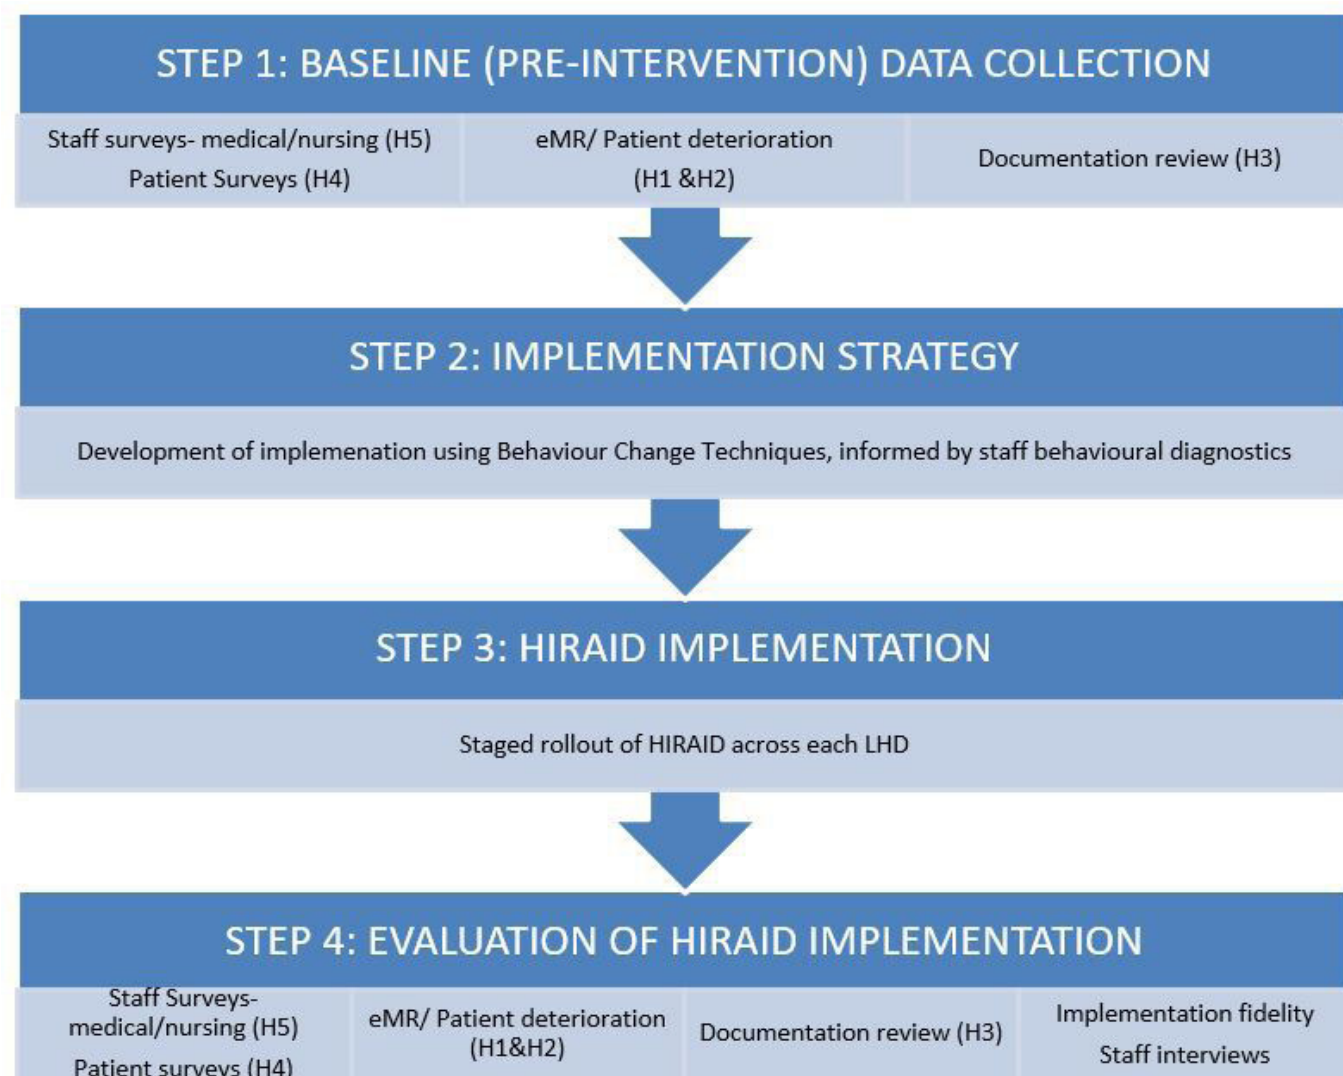 STEP 1: BASELINE (PRE-INTERVENTION) DATA COLLECTION
Staff surveys- medical/nursing (H5)
Patient Surveys (H4)
eMR/ Patient deterioration
(H1 &H2)
Documentation review (H3)
STEP 2: IMPLEMENTATION STRATEGY
Development of implemenation using Behaviour Change Techniques, informed by staff behavioural diagnostics
STEP 3: HIRAID IMPLEMENTATION
Staged rollout of HIRAID across each LHD
STEP 4: EVALUATION OF HIRAID IMPLEMENTATION
Staff Surveys-
medical/nursing (H5)
Patient surveys (H4)
eMR/ Patient deterioration
(H1&H2)
Documentation review (H3)
Implementation fidelity
Staff interviews